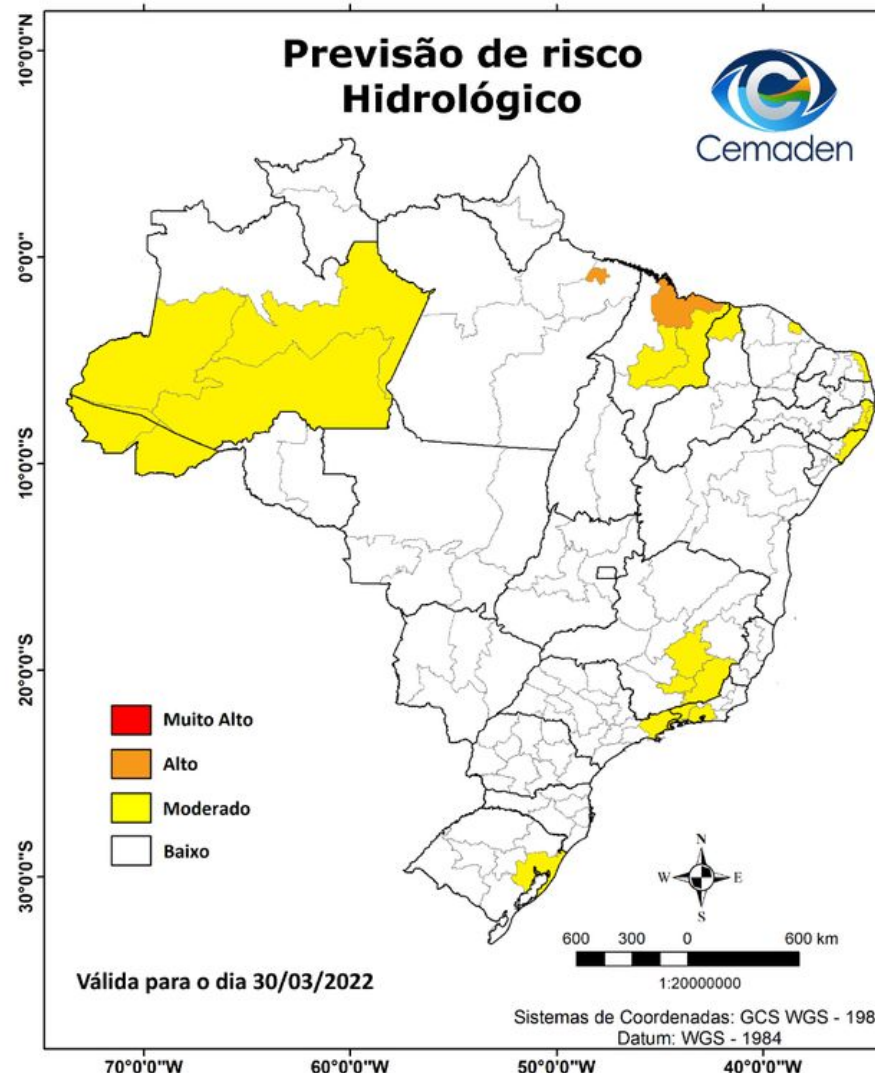 Previsão de risco
Hidrológico
Cemaden
10°0'0"N
0°0'0"
10°0'0"S
20°0'0"S
30°0'0"S
Muito Alto
Alto
Moderado
Baixo
N
W E
S
600 300 0 600 km
1:20000000
Válida para o dia 30/03/2022
Sistemas de Coordenadas: GCS WGS - 198
Datum: WGS - 1984
70°0'0"W 60°0'0"W 50°0'0"W 40°0'0"W